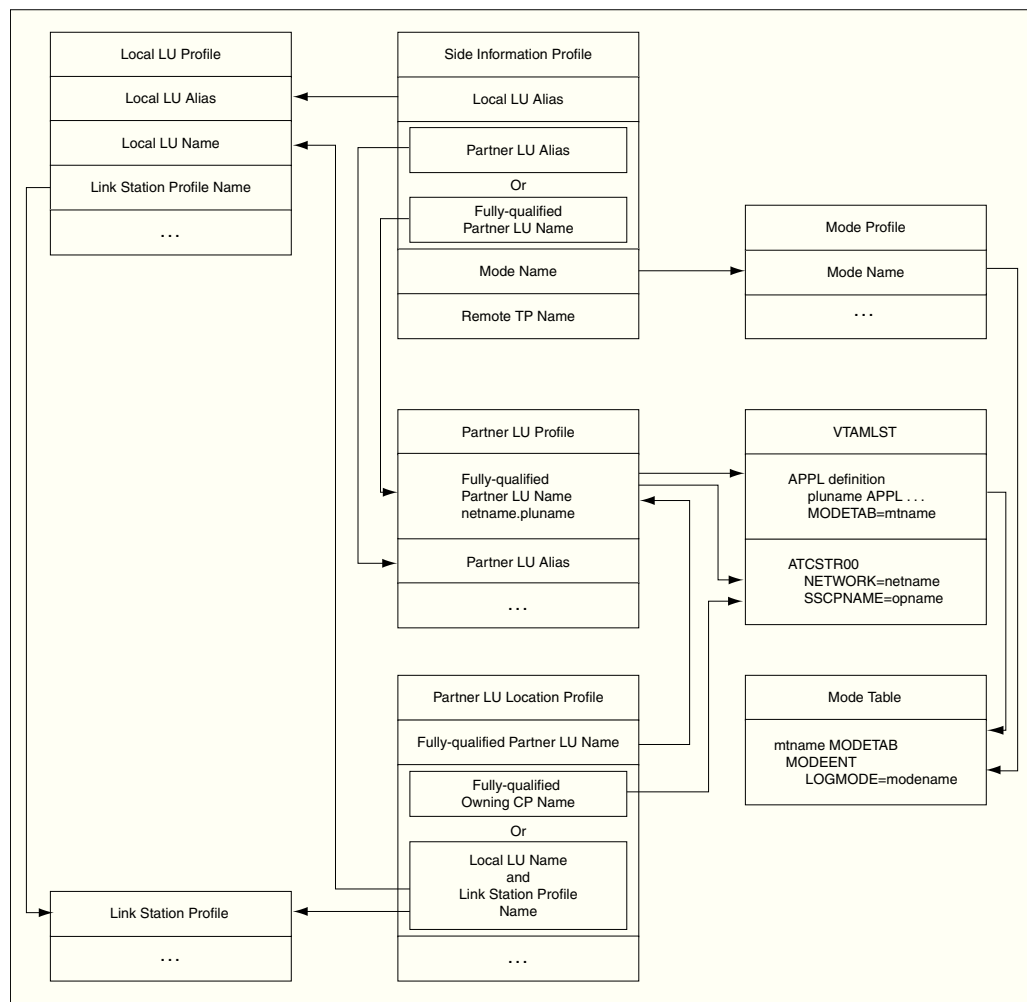 Local LU Profile
Local LU Alias
Local LU Name
Link Station Profile Name
...
Side Information Profile
Local LU Alias
Partner LU Alias
Or
Fully-qualified
Partner LU Name
Mode Name
Remote TP Name
Mode Profile
Mode Name
...
Partner LU Profile
Fully-qualified
Partner LU Name
netname.pluname
Partner LU Alias
...
VTAMLST
APPL definition
pluname APPL . . .
MODETAB=mtname
ATCSTR00
NETWORK=netname
SSCPNAME=opname
Partner LU Location Profile
Fully-qualified Partner LU Name
Fully-qualified
Owning CP Name
Or
Local LU Name
and
Link Station Profile
Name
...
Mode Table
mtname MODETAB
MODEENT
LOGMODE=modename
Link Station Profile
...